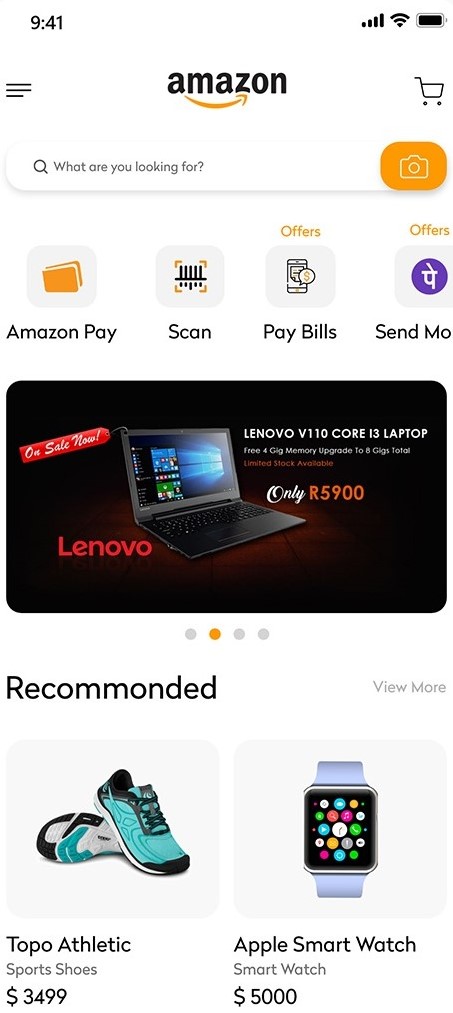 9:41
amazon
What are you looking for?
Offers
Offers
Amazon Pay
Scan
Pay Bills
Send Mo
पे
On Sale Now!
LENOVO V110 CORE I3 LAPTOP
Free 4 Gig Memory Upgrade To 8 Gigs Total
Limited Stock Available
Only R5900
Lenovo
Recommonded
View More
Topo Athletic
Apple Smart Watch
Sports Shoes
Smart Watch
$ 3499
$ 5000